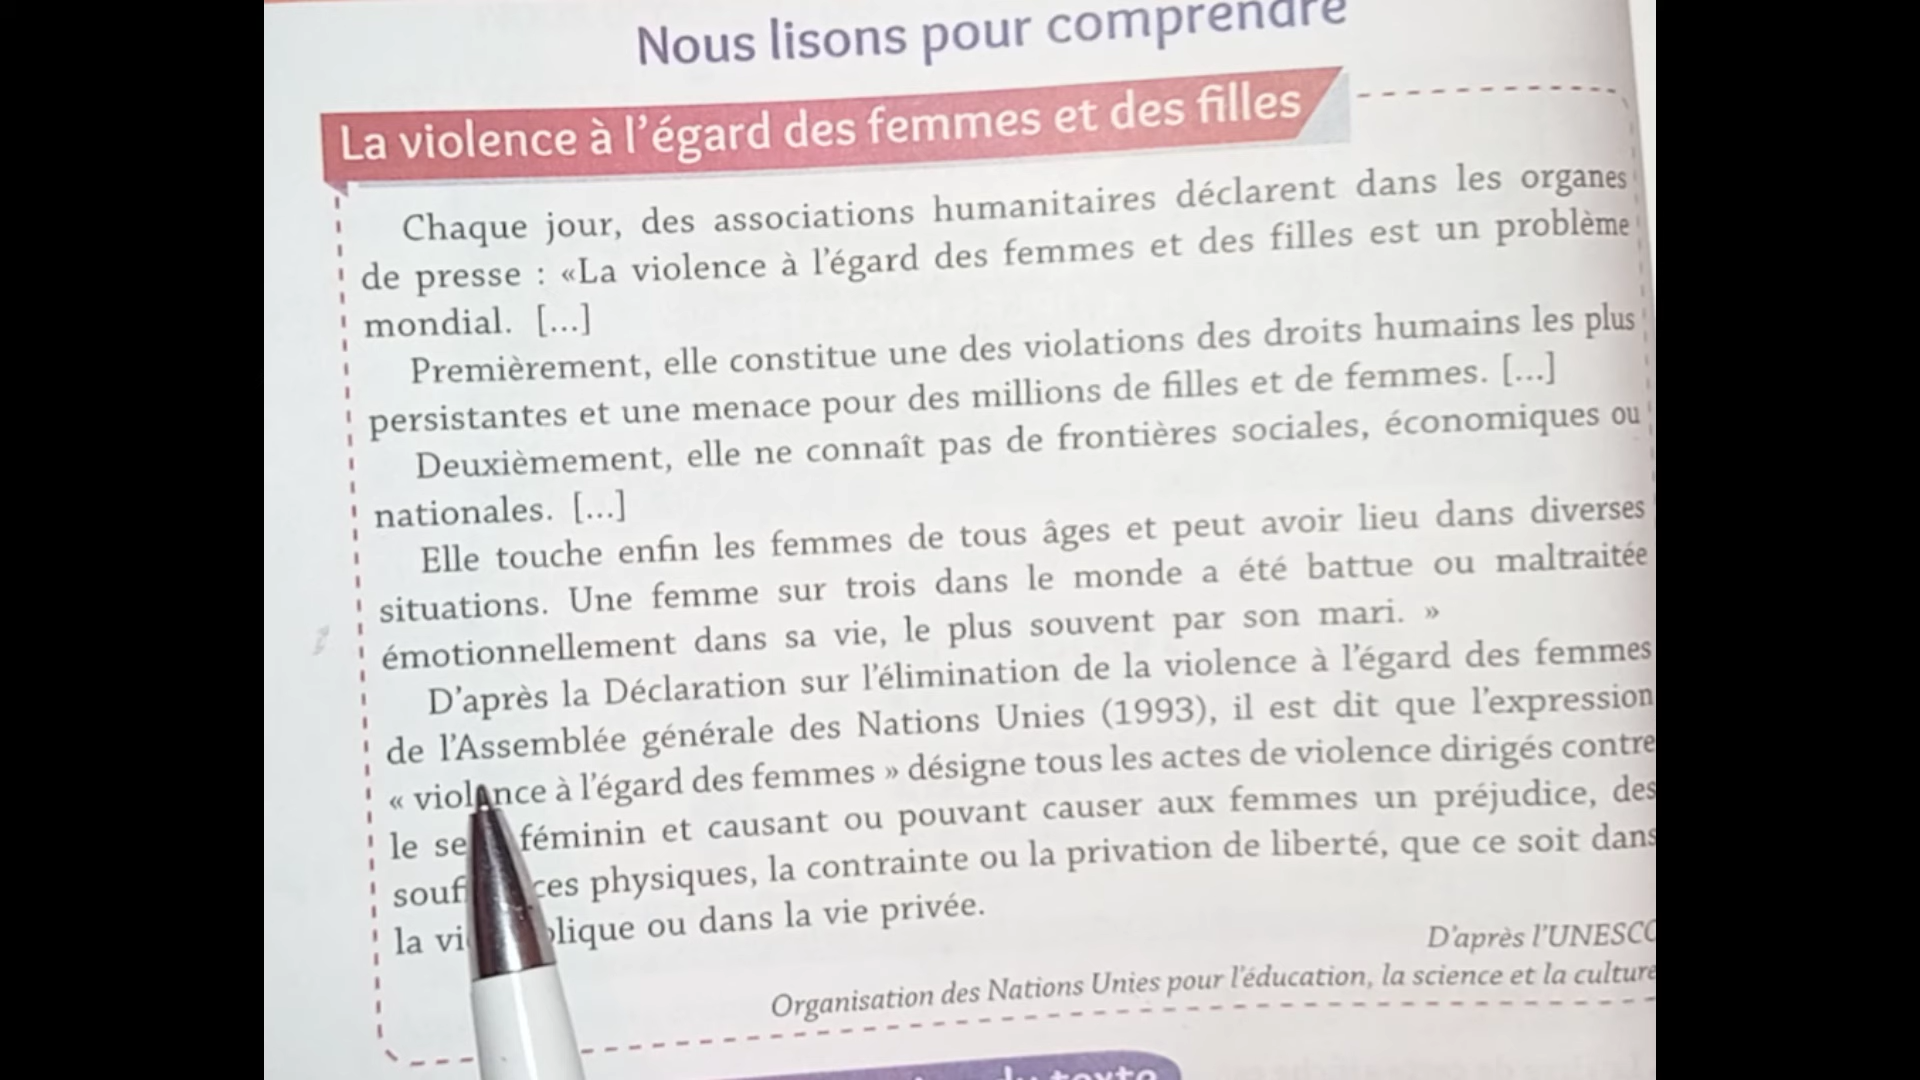 Nous lisons pour comprendre
La violence à l'égard des femmes et des filles
Chaque jour, des associations humanitaires déclarent dans les organes
de presse : «La violence à l'égard des femmes et des filles est un problème
mondial. [...]
Premièrement, elle constitue une des violations des droits humains les plus
persistantes et une menace pour des millions de filles et de femmes. [...]
Deuxièmement, elle ne connaît pas de frontières sociales, économiques ou
nationales. [...]
Elle touche enfin les femmes de tous âges et peut avoir lieu dans diverses
situations. Une femme sur trois dans le monde a été battue ou maltraitée
émotionnellement dans sa vie, le plus souvent par son mari. »
D'après la Déclaration sur l'élimination de la violence à l'égard des femmes
de l'Assemblée générale des Nations Unies (1993), il est dit que l'expression
« violence à l'égard des femmes » désigne tous les actes de violence dirigés contre
le féminin et causant ou pouvant causer aux femmes un préjudice, des
physiques, la contrainte ou la privation de liberté, que ce soit dans
la ou dans la vie privée.
D'après l'UNESCO
Organisation des Nations Unies pour l'éducation, la science et la culture
du texte